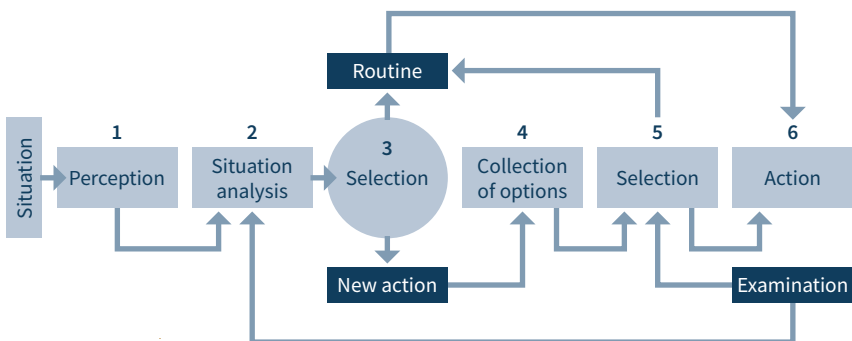 Routine
1
2
3
4
5
6
Situation
Perception
Situation
analysis
Selection
Collection
of options
Selection
Action
New action
Examination